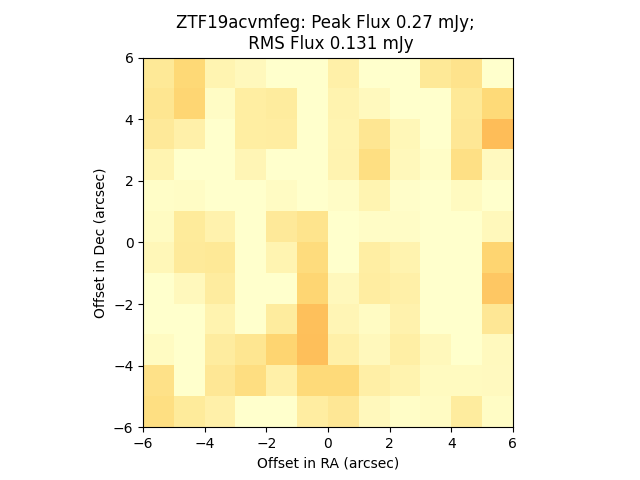 ZTF19acvmfeg: Peak Flux 0.27 mJy;
RMS Flux 0.131 mJy
6
4
2
0
−2
−4
−6
Offset in Dec (arcsec)
−6 −4 −2 0 2 4 6
Offset in RA (arcsec)